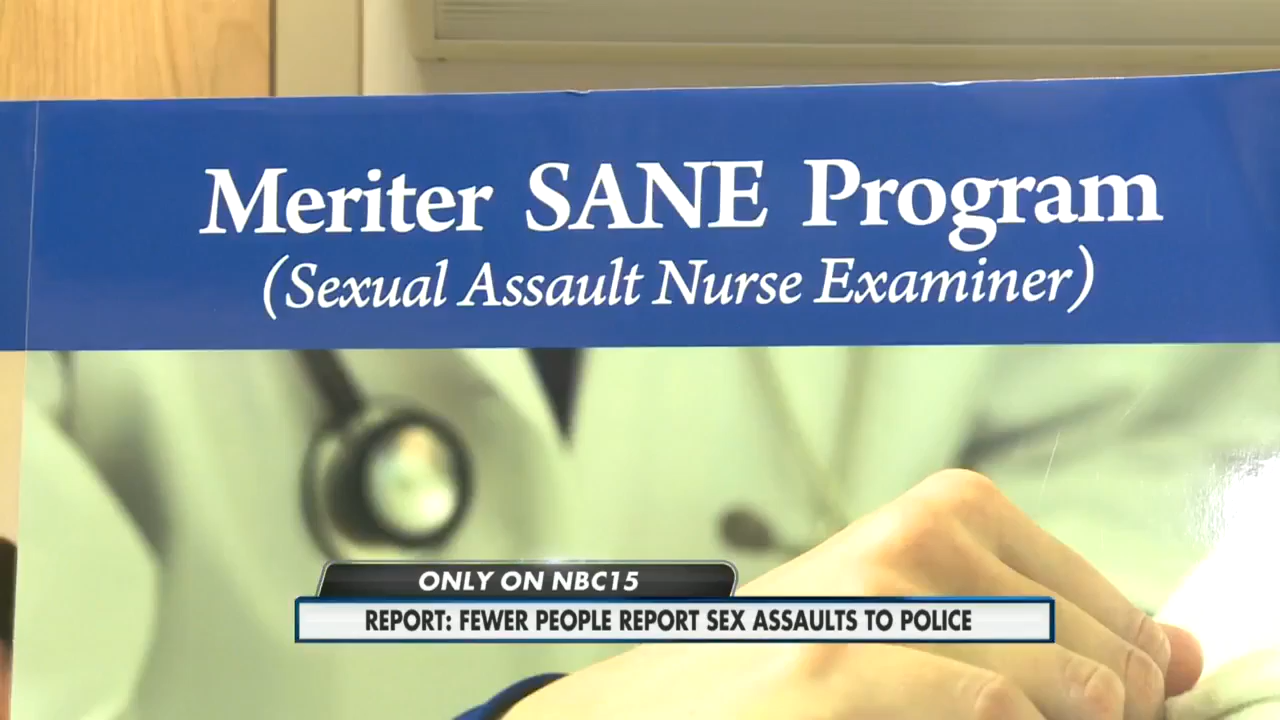 Meriter SANE Program
(Sexual Assault Nurse Examiner)
ONLY ON NBC15
REPORT: FEWER PEOPLE REPORT SEX ASSAULTS TO POLICE